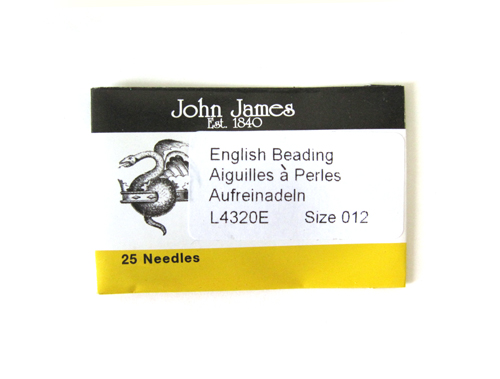 John James
Est. 1840
English Beading
Aiguilles à Perles
Aufreinadeln
L4320E Size 012
25 Needles